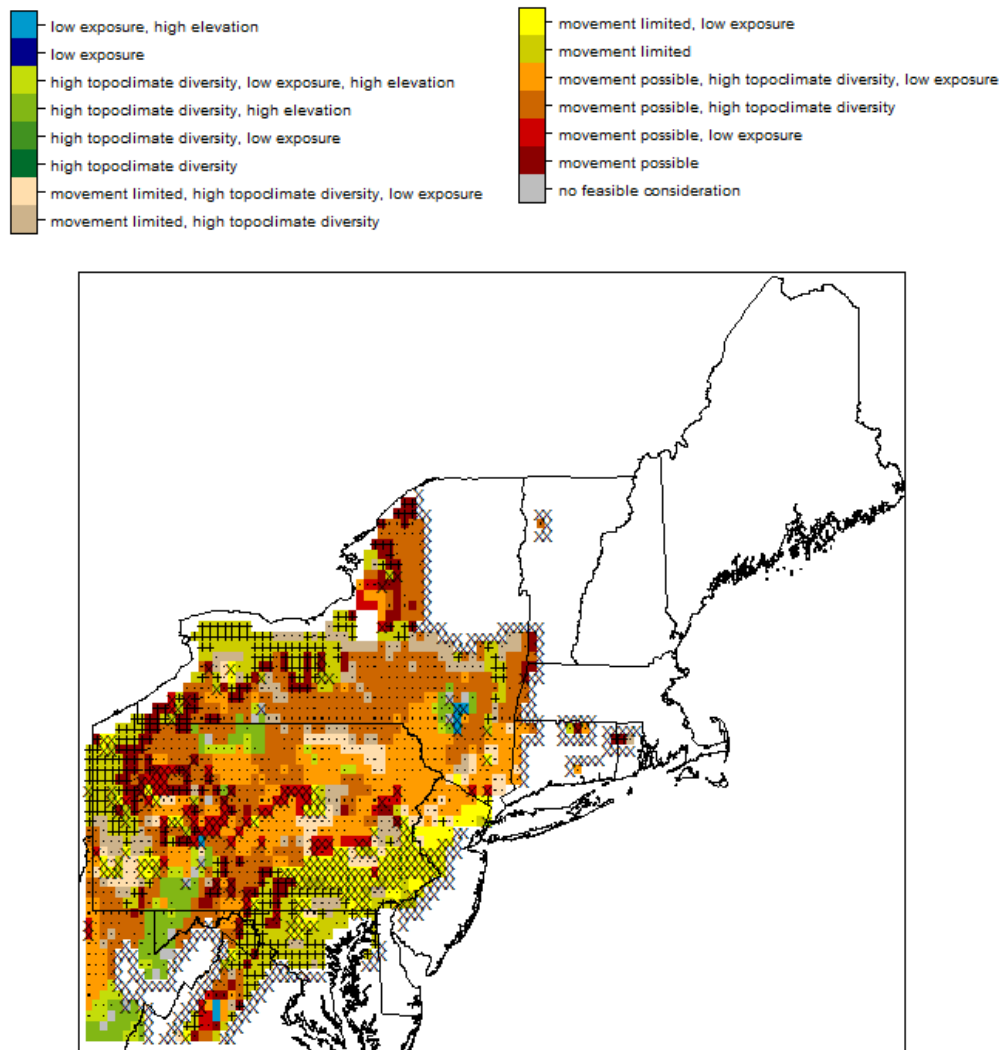 low exposure, high elevation
low exposure
high topoclimate diversity, low exposure, high elevation
high topoclimate diversity, high elevation
high topoclimate diversity, low exposure
high topoclimate diversity
movement limited, high topoclimate diversity, low exposure
movement limited, high topoclimate diversity
movement limited, low exposure
movement limited
movement possible, high topoclimate diversity, low exposure
movement possible, high topoclimate diversity
movement possible, low exposure
movement possible
no feasible consideration